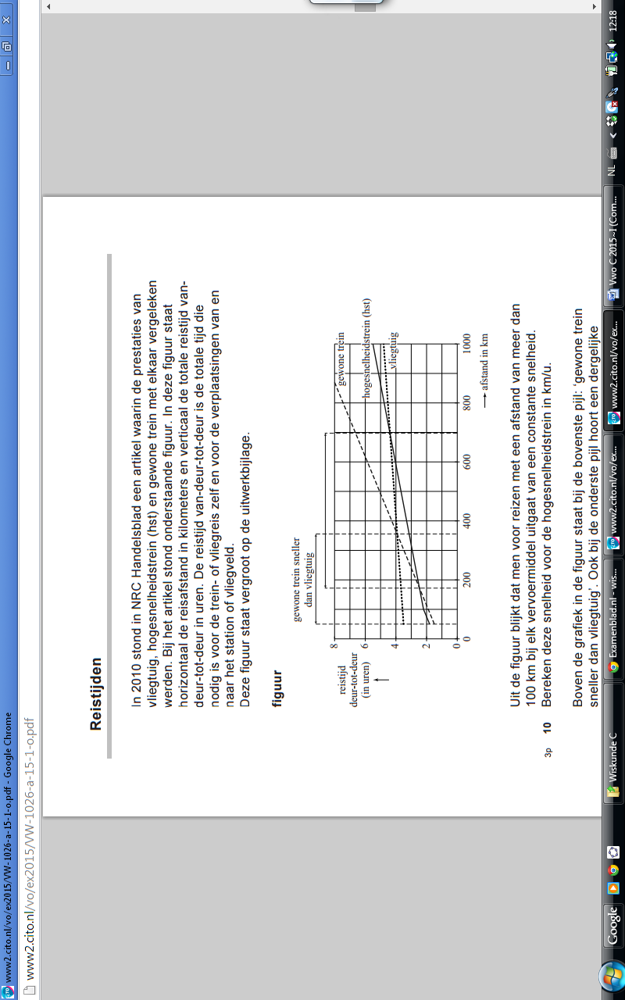 www2.cito.nl/vo/ex2015/VW-1026-a-15-1-o.pdf - Google Chrome
www2.cito.nl/vo/ex2015/VW-1026-a-15-1-o.pdf
Reistijden
In 2010 stond in NRC Handelsblad een artikel waarin de prestaties van
vliegtuig, hogesnelheidstrein (hst) en gewone trein met elkaar vergeleken
werden. Bij het artikel stond onderstaande figuur. In deze figuur staat
horizontaal de reisafstand in kilometers en verticaal de totale reistijd van-
deur-tot-deur in uren. De reistijd van-deur-tot-deur is de totale tijd die
nodig is voor de trein- of vliegreis zelf en voor de verplaatsingen van en
naar het station of vliegveld.
Deze figuur staat vergroot op de uitwerkbijlage.
figuur
gewone trein sneller
dan vliegtuig
reistijd
deur-tot-deur
(in uren)
8
6
4
2
0
gewone trein
hogesnelheidstrein (hst)
vliegtuig
0 200 400 600 800 1000
afstand in km
Uit de figuur blijkt dat men voor reizen met een afstand van meer dan
100 km bij elk vervoermiddel uitgaat van een constante snelheid.
3p 10 Bereken deze snelheid voor de hogesnelheidstrein in km/u.
Boven de grafiek in de figuur staat bij de bovenste pijl: ‘gewone trein
sneller dan vliegtuig’. Ook bij de onderste pijl hoort een dergelijke
Google
Wiskunde C
Examenblad.nl - wis...
www2.cito.nl/vo/ex...
www2.cito.nl/vo/ex...
Vwo C 2015~I (Com...
NL
12:18